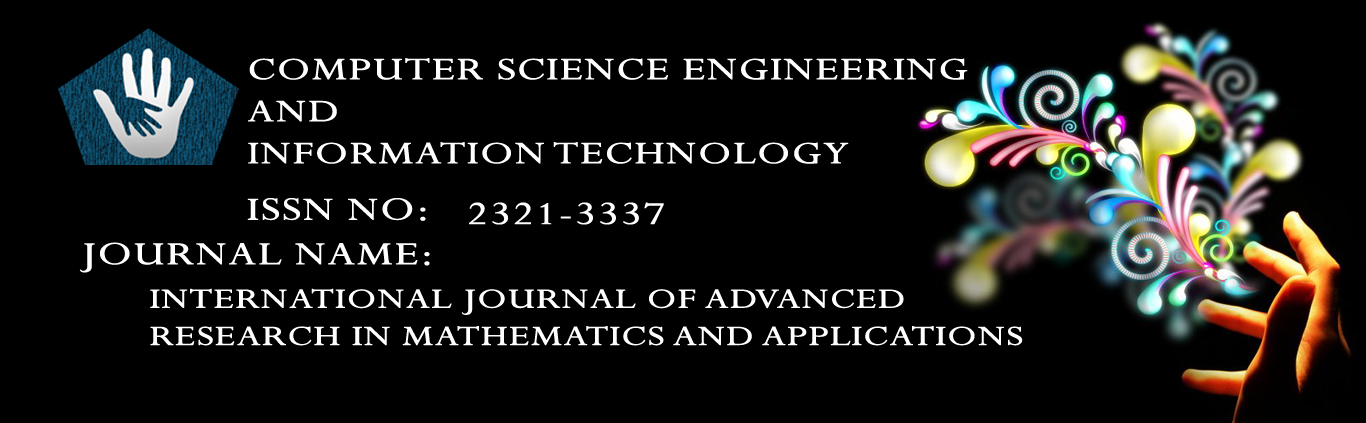 COMPUTER SCIENCE ENGINEERING
AND
INFORMATION TECHNOLOGY
ISSN NO: 2321-3337
JOURNAL NAME:
INTERNATIONAL JOURNAL OF ADVANCED
RESEARCH IN MATHEMATICS AND APPLICATIONS